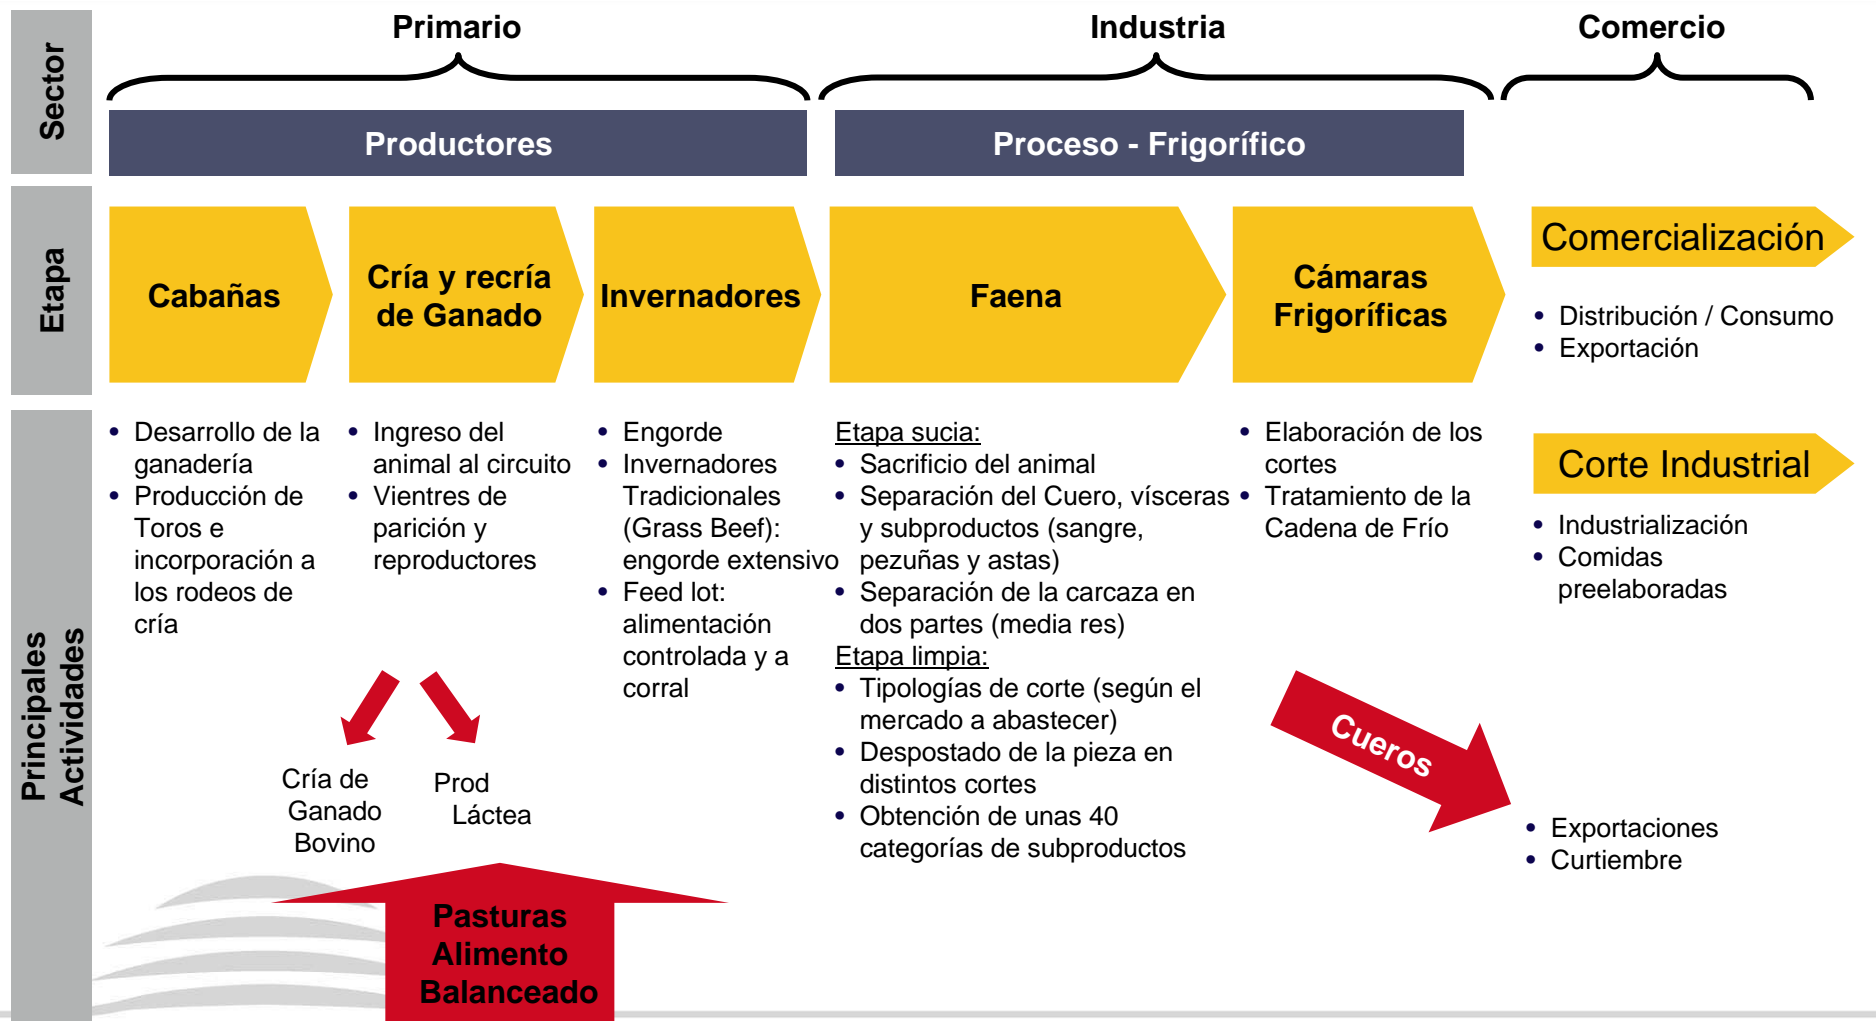 Sector
Primario
Industria
Comercio
Productores
Proceso - Frigorífico
Etapa
Cabañas
Cría y recría
de Ganado
Invernadores
Faena
Cámaras
Frigoríficas
Comercialización
• Distribución / Consumo
• Exportación
Principales
Actividades
• Desarrollo de la
ganadería
• Producción de
Toros e
incorporación a
los rodeos de
cría
• Ingreso del
animal al circuito
• Vientres de
parición y
reproductores
• Engorde
• Invernadores
Tradicionales
(Grass Beef):
engorde extensivo
• Feed lot:
alimentación
controlada y a
corral
Etapa sucia:
• Sacrificio del animal
• Separación del Cuero, vísceras
y subproductos (sangre,
pezuñas y astas)
• Separación de la carcaza en
dos partes (media res)
Etapa limpia:
• Tipologías de corte (según el
mercado a abastecer)
• Despostado de la pieza en
distintos cortes
• Obtención de unas 40
categorías de subproductos
• Elaboración de los
cortes
• Tratamiento de la
Cadena de Frío
Corte Industrial
• Industrialización
• Comidas
preelaboradas
Cueros
• Exportaciones
• Curtiembre
Cría de
Ganado
Bovino
Prod
Láctea
Pasturas
Alimento
Balanceado